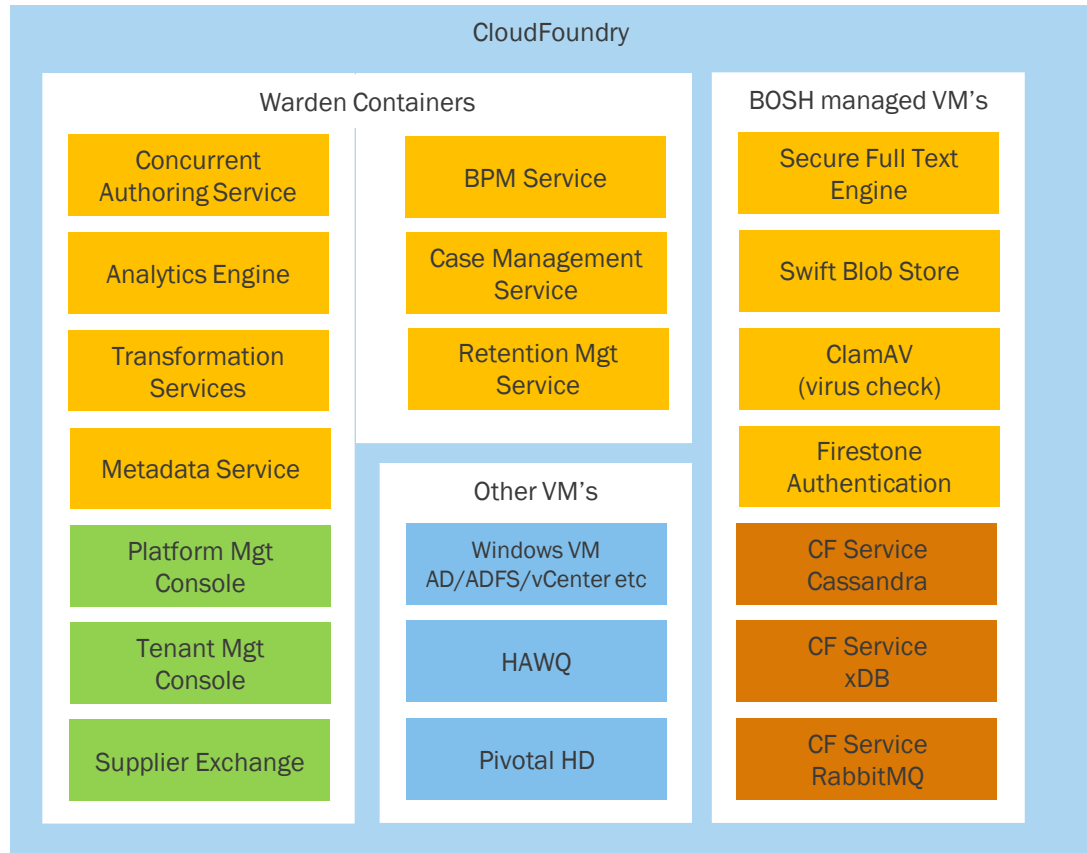 CloudFoundry
Warden Containers
Concurrent
Authoring Service
Analytics Engine
Transformation
Services
Metadata Service
Platform Mgt
Console
Tenant Mgt
Console
Supplier Exchange
BPM Service
Case Management
Service
Retention Mgt
Service
Other VM's
Windows VM
AD/ADFS/vCenter etc
HAWQ
Pivotal HD
BOSH managed VM's
Secure Full Text
Engine
Swift Blob Store
ClamAV
(virus check)
Firestone
Authentication
CF Service
Cassandra
CF Service
xDB
CF Service
RabbitMQ